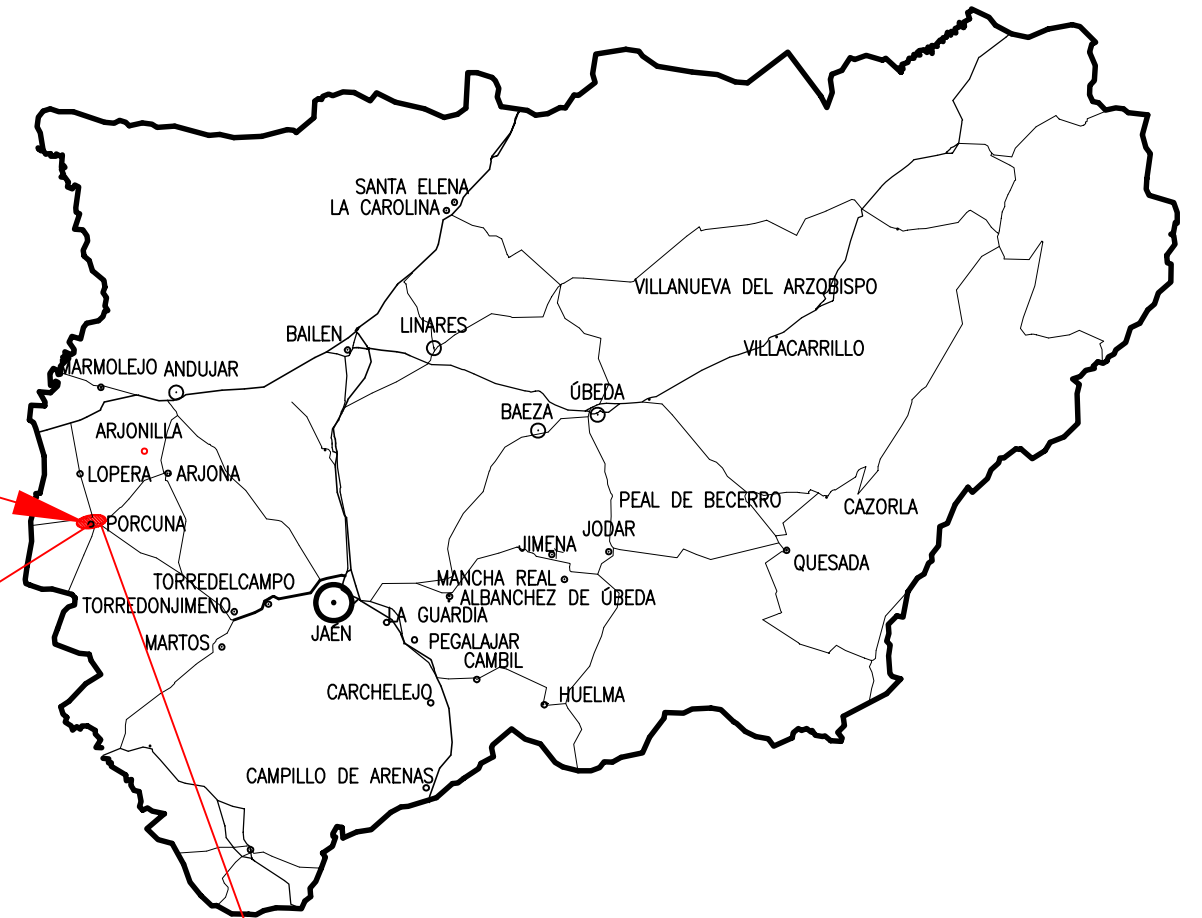 SANTA ELENA
LA CAROLINA
VILLANUEVA DEL ARZOBISPO
LINARES
BAILEN
VILLACARRILLO
MARMOLEJO
ANDUJAR
ÚBEDA
BAEZA
ARJONILLA
LOPERA
ARJONA
PEAL DE BECERRO
CAZORLA
PORCUNA
JODAR
JIMENA
QUESADA
TORREDELCAMPO
MANCHA REAL
ALBANCHEZ DE ÚBEDA
TORREDONJIMENO
LA GUARDIA
JAÉN
MARTOS
PEGALAJAR
CAMBIL
CARCHELEJO
HUELMA
CAMPILLO DE ARENAS